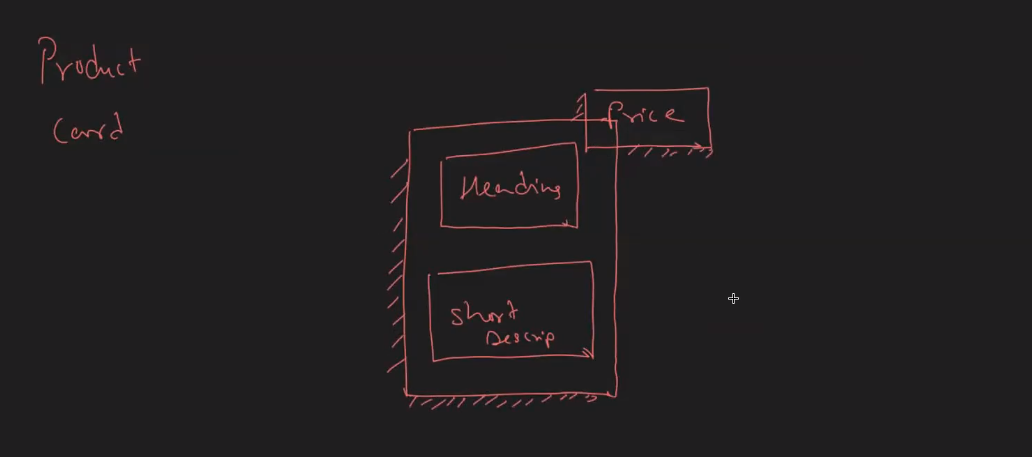 Product
Card
Price
Heading
Short
Descrip